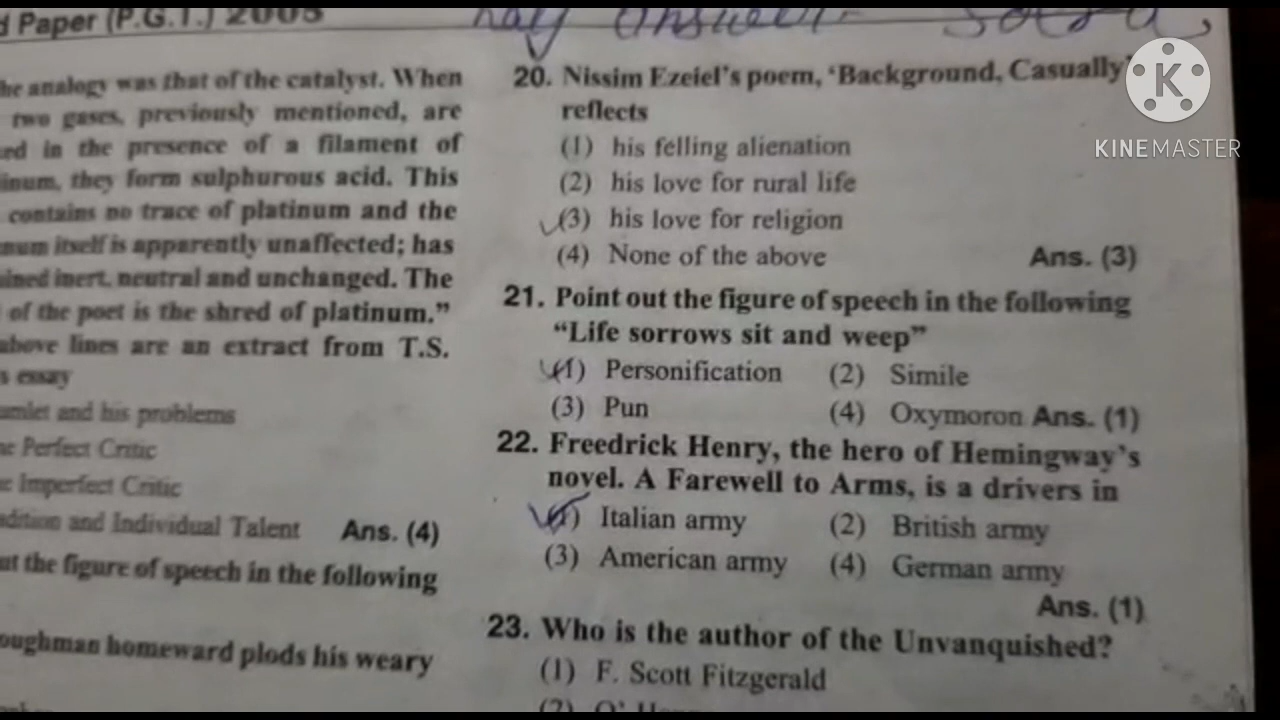 d Paper (P.G.T.) 2005
Answer
he analogy was that of the catalyst. When
two gases, previously mentioned, are
ed in the presence of a filament of
inum, they form sulphurous acid. This
contains no trace of platinum and the
num itself is apparently unaffected; has
ined inert, neutral and unchanged. The
of the poet is the shred of platinum.”
above lines are an extract from T.S.
s essay
amlet and his problems
he Perfect Critic
he Imperfect Critic
adition and Individual Talent Ans. (4)
ut the figure of speech in the following
oughman homeward plods his weary
20. Nissim Ezeiel's poem, ‘Background, Casually’
reflects
(1) his felling alienation
(2) his love for rural life
(3) his love for religion
(4) None of the above Ans. (3)
21. Point out the figure of speech in the following
“Life sorrows sit and weep”
(1) Personification (2) Simile
(3) Pun (4) Oxymoron Ans. (1)
22. Freedrick Henry, the hero of Hemingway's
novel. A Farewell to Arms, is a drivers in
(1) Italian army (2) British army
(3) American army (4) German army
Ans. (1)
23. Who is the author of the Unvanquished?
(1) F. Scott Fitzgerald
(2) O'
K
KINEMASTER